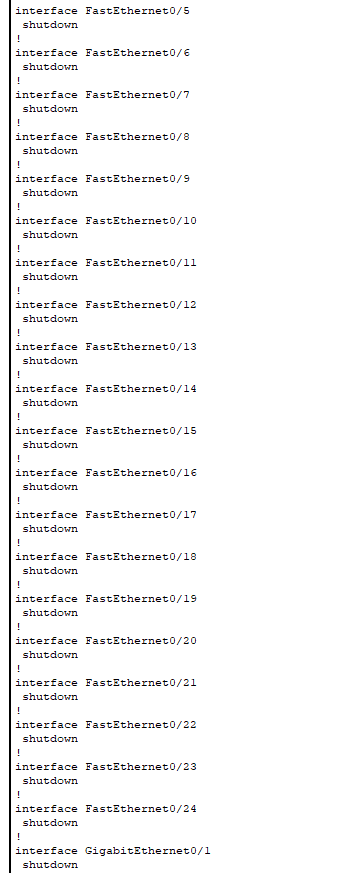 interface FastEthernet0/5
 shutdown
!
interface FastEthernet0/6
 shutdown
!
interface FastEthernet0/7
 shutdown
!
interface FastEthernet0/8
 shutdown
!
interface FastEthernet0/9
 shutdown
!
interface FastEthernet0/10
 shutdown
!
interface FastEthernet0/11
 shutdown
!
interface FastEthernet0/12
 shutdown
!
interface FastEthernet0/13
 shutdown
!
interface FastEthernet0/14
 shutdown
!
interface FastEthernet0/15
 shutdown
!
interface FastEthernet0/16
 shutdown
!
interface FastEthernet0/17
 shutdown
!
interface FastEthernet0/18
 shutdown
!
interface FastEthernet0/19
 shutdown
!
interface FastEthernet0/20
 shutdown
!
interface FastEthernet0/21
 shutdown
!
interface FastEthernet0/22
 shutdown
!
interface FastEthernet0/23
 shutdown
!
interface FastEthernet0/24
 shutdown
!
interface GigabitEthernet0/1
 shutdown